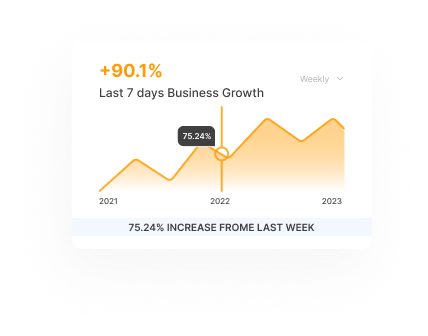 +90.1%
Weekly
Last 7 days Business Growth
75.24%
2021 2022 2023
75.24% INCREASE FROME LAST WEEK